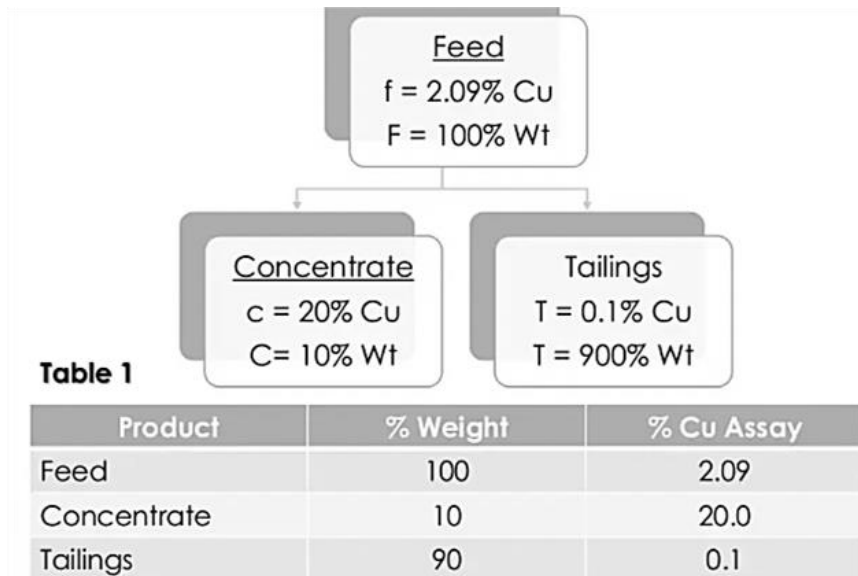 Feed
f = 2.09% Cu
F = 100% Wt
Concentrate
c = 20% Cu
C= 10% Wt
Tailings
T = 0.1% Cu
T = 900% Wt
Table 1
Product % Weight % Cu Assay
Feed 100 2.09
Concentrate 10 20.0
Tailings 90 0.1